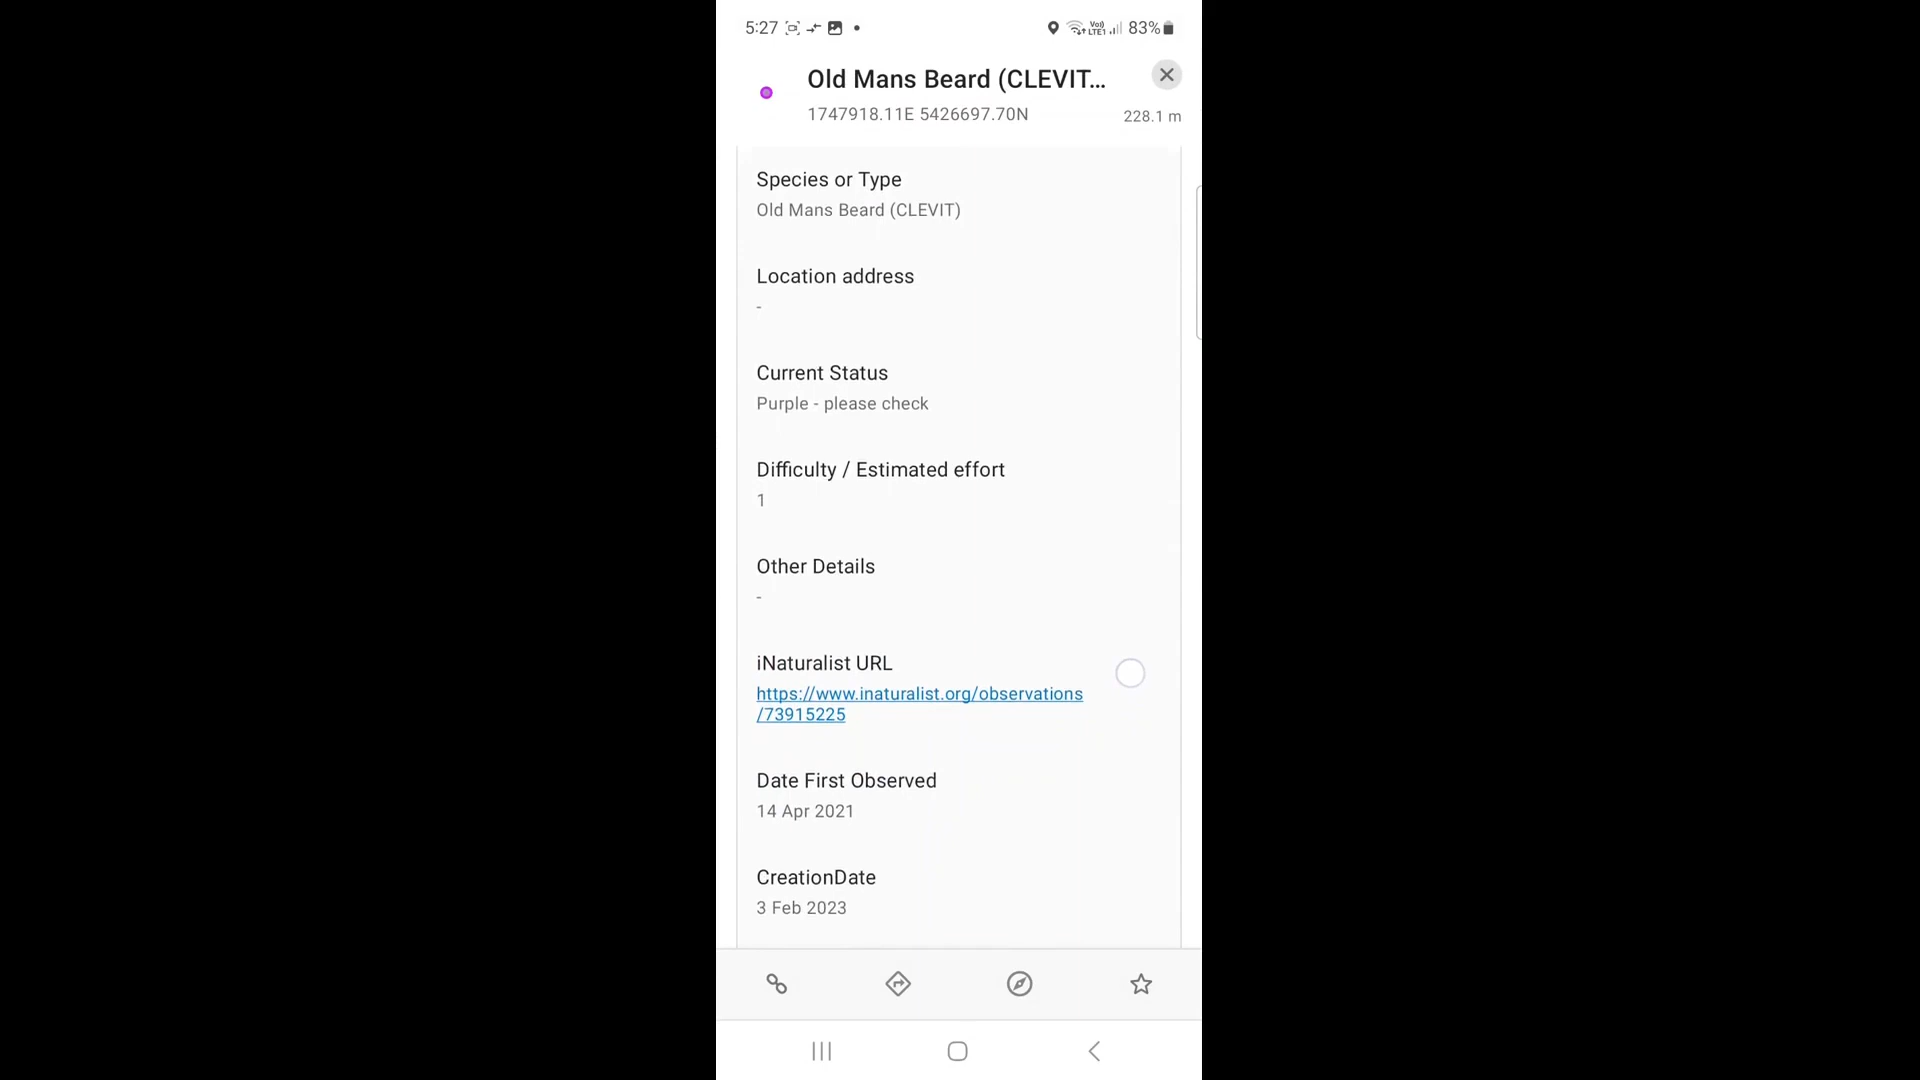 5:27
Vo))
LTE1
83%
Old Mans Beard (CLEVIT...
1747918.11E 5426697.70N
228.1 m
Species or Type
Old Mans Beard (CLEVIT)
Location address
-
Current Status
Purple - please check
Difficulty / Estimated effort
1
Other Details
-
iNaturalist URL
https://www.inaturalist.org/observations
/73915225
Date First Observed
14 Apr 2021
CreationDate
3 Feb 2023